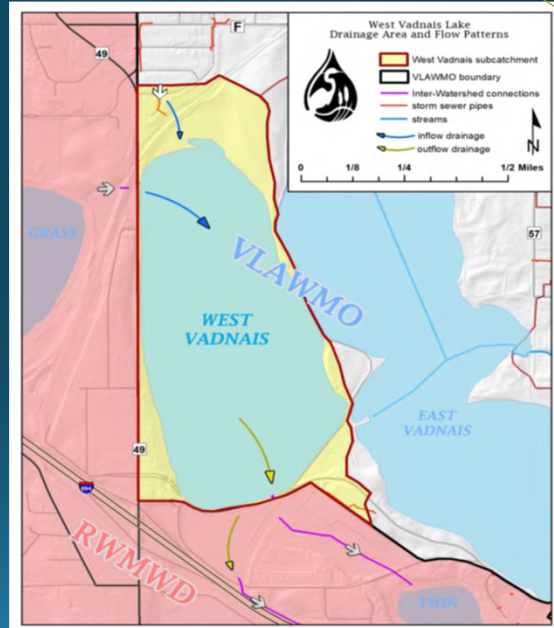 West Vadnais Lake
Drainage Area and Flow Patterns
West Vadnais subcatchment
VLAWMO boundary
Inter-Watershed connections
storm sewer pipes
streams
inflow drainage
outflow drainage
N
0 1/8 1/4 1/2 Miles
F
49
57
GRASS
VLAWMO
WEST
VADNAIS
EAST
VADNAIS
49
694
RWMWD
TWIN